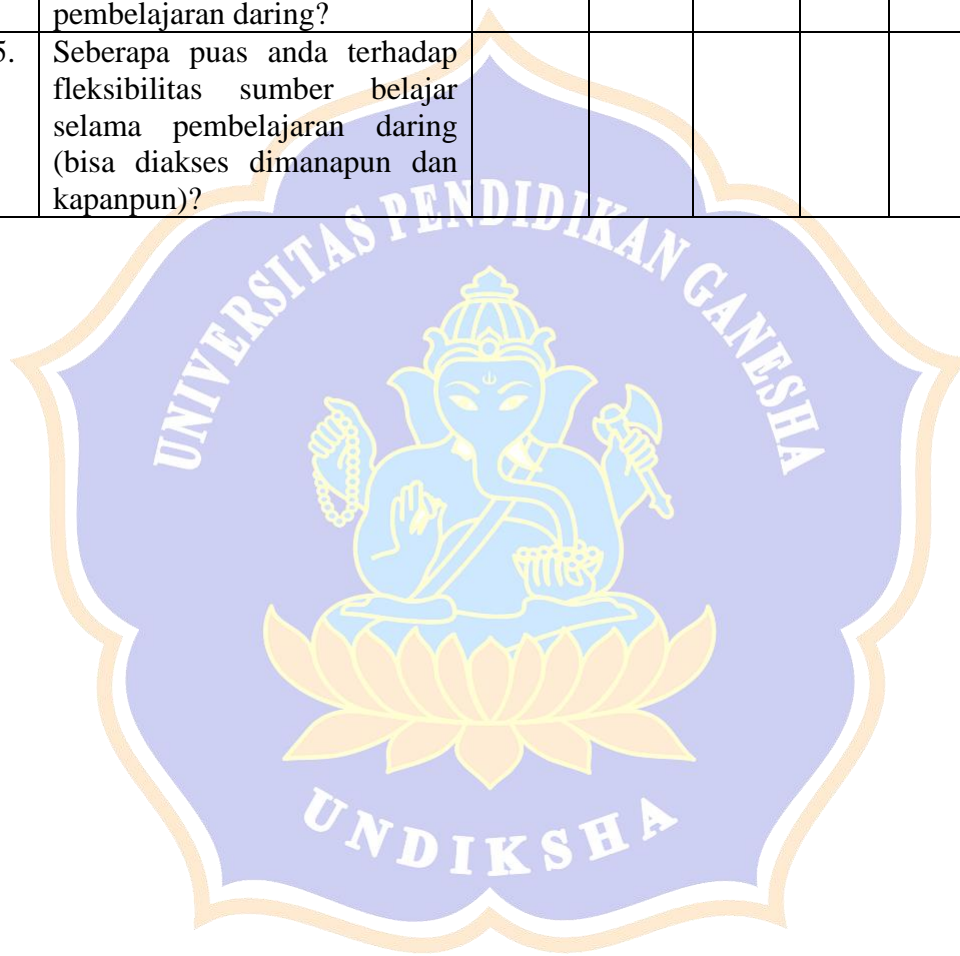 pembelajaran daring?
5. Seberapa puas anda terhadap
fleksibilitas sumber belajar
selama pembelajaran daring
(bisa diakses dimanapun dan
kapanpun)?
UNIVERSITAS PENDIDIKAN GANESHA
UNDIKSHA